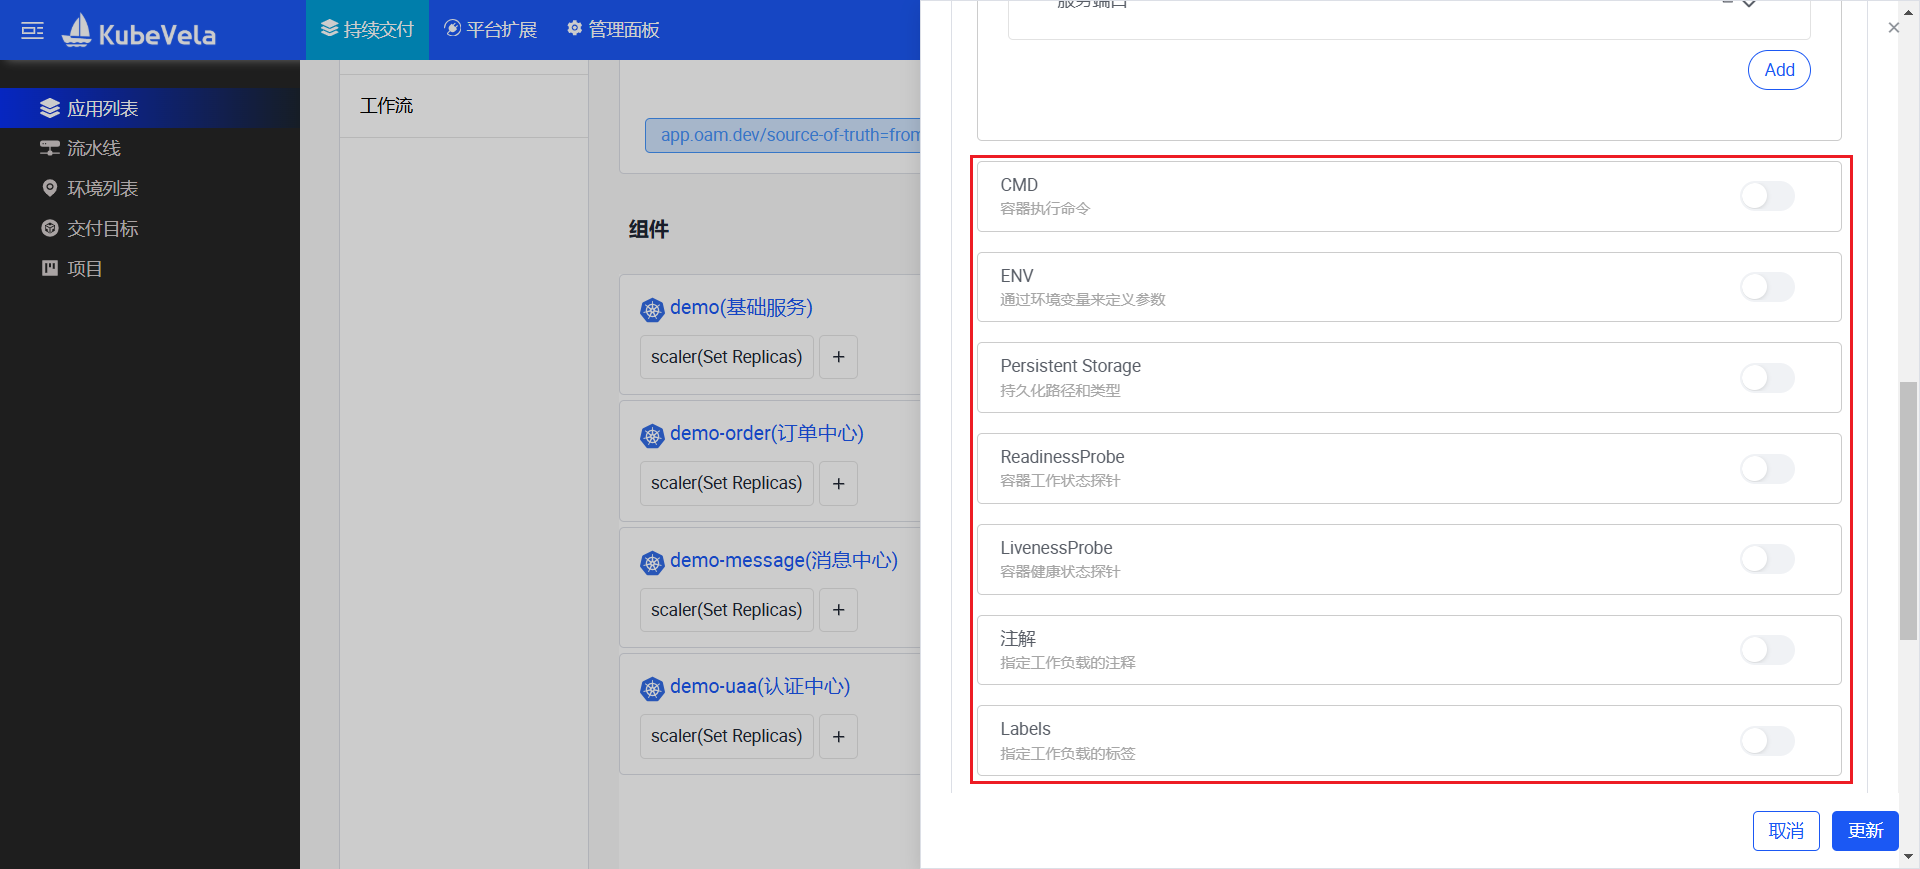 KubeVela
持续交付
平台扩展
管理面板
应用列表
流水线
环境列表
交付目标
项目
工作流
app.oam.dev/source-of-truth=from
组件
demo(基础服务)
scaler(Set Replicas)
+
demo-order(订单中心)
scaler(Set Replicas)
+
demo-message(消息中心)
scaler(Set Replicas)
+
demo-uaa(认证中心)
scaler(Set Replicas)
+
服务端口
Add
CMD
容器执行命令
ENV
通过环境变量来定义参数
Persistent Storage
持久化路径和类型
ReadinessProbe
容器工作状态探针
LivenessProbe
容器健康状态探针
注解
指定工作负载的注释
Labels
指定工作负载的标签
取消
更新